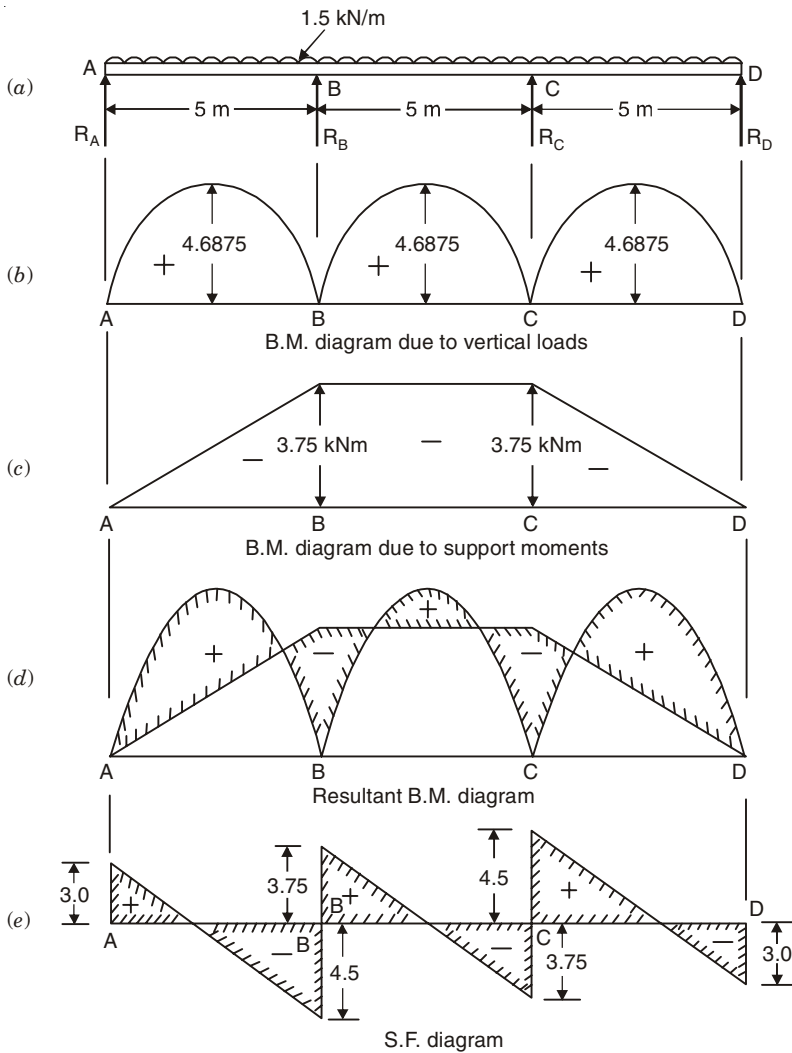 1.5 kN/m
(a)
A
B
C
D
5 m
5 m
5 m
R_A
R_B
R_C
R_D
(b)
4.6875
4.6875
4.6875
+
+
+
A
B
C
D
B.M. diagram due to vertical loads
(c)
3.75 kNm
3.75 kNm
–
–
–
A
B
C
D
B.M. diagram due to support moments
(d)
+
–
+
–
+
A
B
C
D
Resultant B.M. diagram
(e)
3.0
3.75
4.5
+
B
+
+
D
A
–
B
4.5
–
C
3.75
–
3.0
S.F. diagram